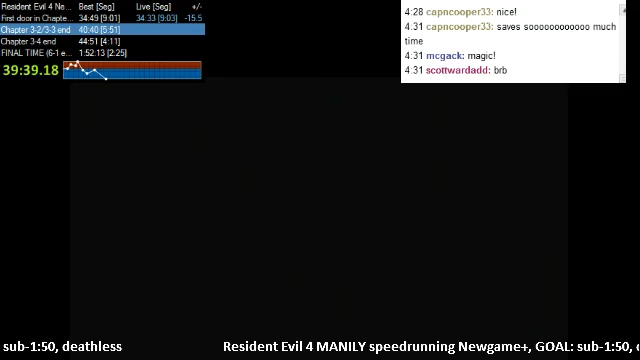 Resident Evil 4 Ne... Best [Seg] Live [Seg] +/-
First door in Chapte... 34:49 [9:01] 34:33 [9:03] -15.5
Chapter 3-2/3-3 end 40:40 [5:51]
Chapter 3-4 end 44:51 [4:11]
FINAL TIME (6-1 e... 1:52:13 [2:25]
39:39.18
4:28 capncooper33: nice!
4:31 capncooper33: saves soooooooooooo much
time
4:31 mcgack: magic!
4:31 scottwardadd: brb
sub-1:50, deathless Resident Evil 4 MANILY speedrunning Newgame+, GOAL: sub-1:50,